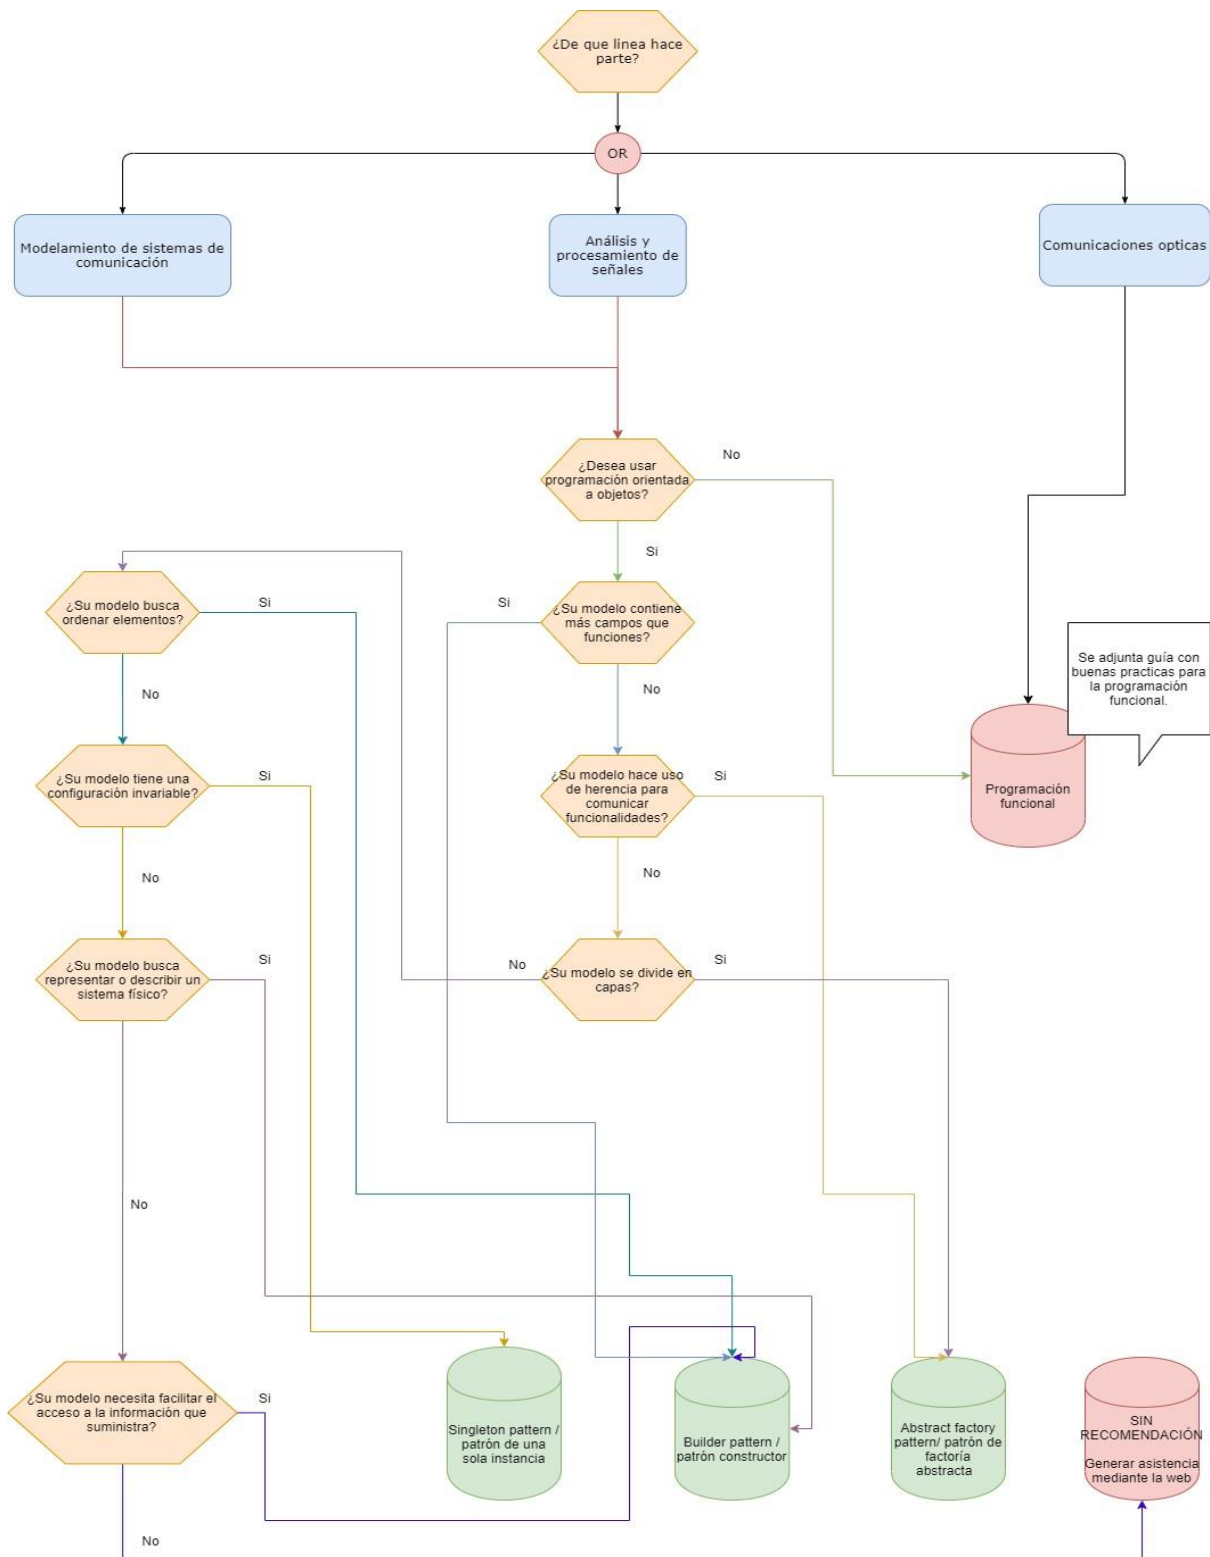 ¿De que linea hace
parte?
OR
Modelamiento de sistemas de
comunicación
Análisis y
procesamiento de
señales
Comunicaciones opticas
¿Desea usar
programación orientada
a objetos?
No
Si
¿Su modelo busca
ordenar elementos?
Si
Si
¿Su modelo contiene
más campos que
funciones?
Se adjunta guía con
buenas practicas para
la programación
funcional.
No
No
¿Su modelo tiene una
configuración invariable?
Si
¿Su modelo hace uso
de herencia para
comunicar
funcionalidades?
Si
Programación
funcional
No
No
¿Su modelo busca
representar o describir un
sistema físico?
Si
No
¿Su modelo se divide en
capas?
Si
No
¿Su modelo necesita facilitar el
acceso a la información que
suministra?
Si
Singleton pattern /
patrón de una
sola instancia
Builder pattern /
patrón constructor
Abstract factory
pattern/ patrón de
factoría
abstracta
SIN
RECOMENDACIÓN
Generar asistencia
mediante la web
No